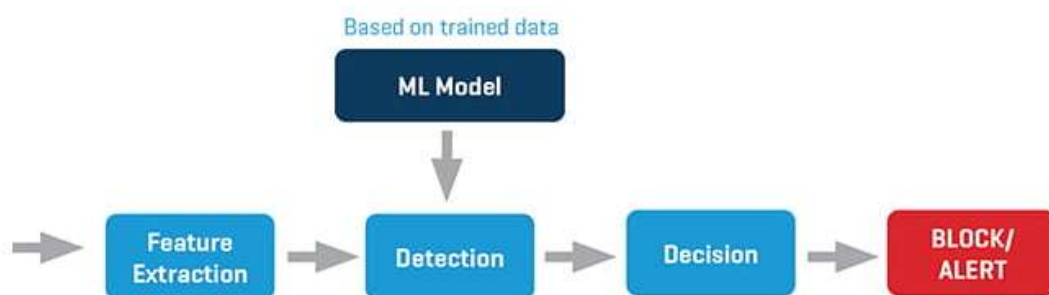 Based on trained data
ML Model
Feature
Extraction
Detection
Decision
BLOCK/
ALERT